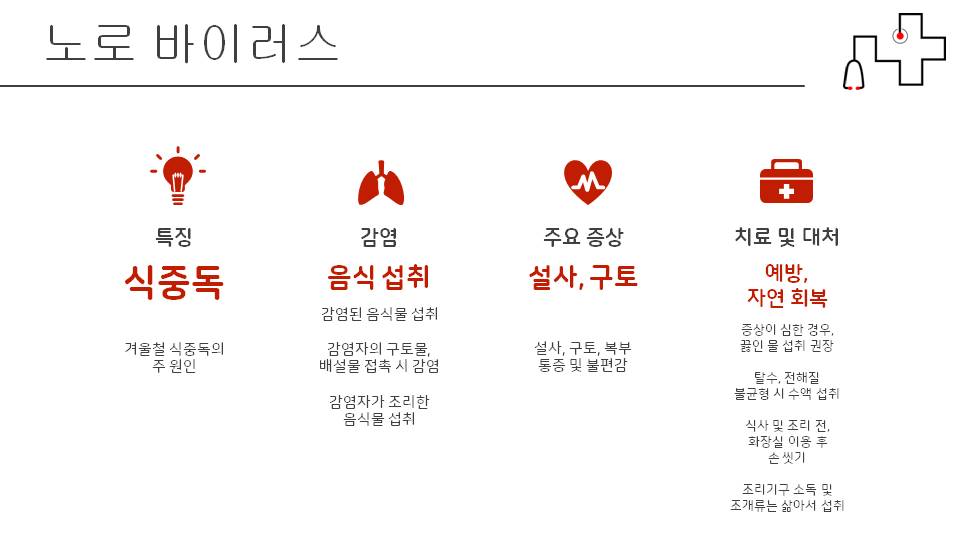 노로 바이러스
특징
식중독
겨울철 식중독의
주 원인
감염
음식 섭취
감염된 음식물 섭취
감염자의 구토물,
배설물 접촉 시 감염
감염자가 조리한
음식물 섭취
주요 증상
설사, 구토
설사, 구토, 복부
통증 및 불편감
치료 및 대처
예방,
자연 회복
증상이 심한 경우,
끓인 물 섭취 권장
탈수, 전해질
불균형 시 수액 섭취
식사 및 조리 전,
화장실 이용 후
손 씻기
조리기구 소독 및
조개류는 삶아서 섭취